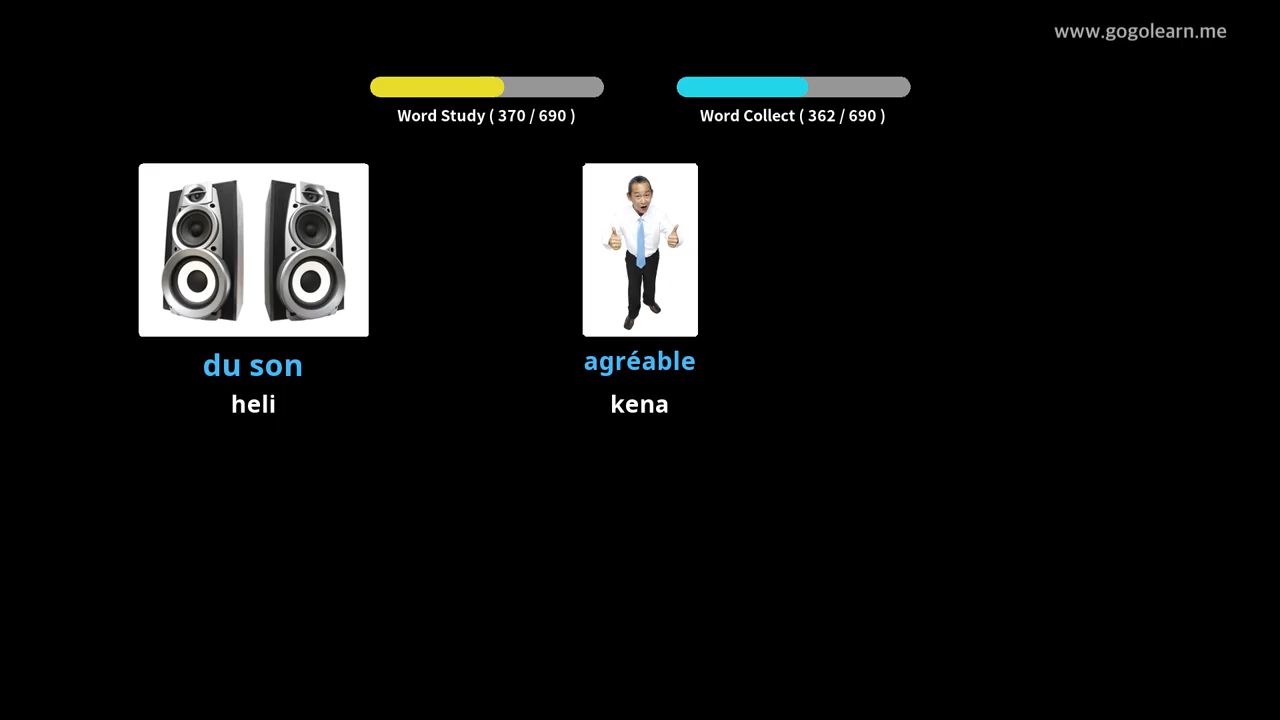 www.gogolearn.me
Word Study ( 370 / 690 )
Word Collect ( 362 / 690 )
du son
heli
agréable
kena